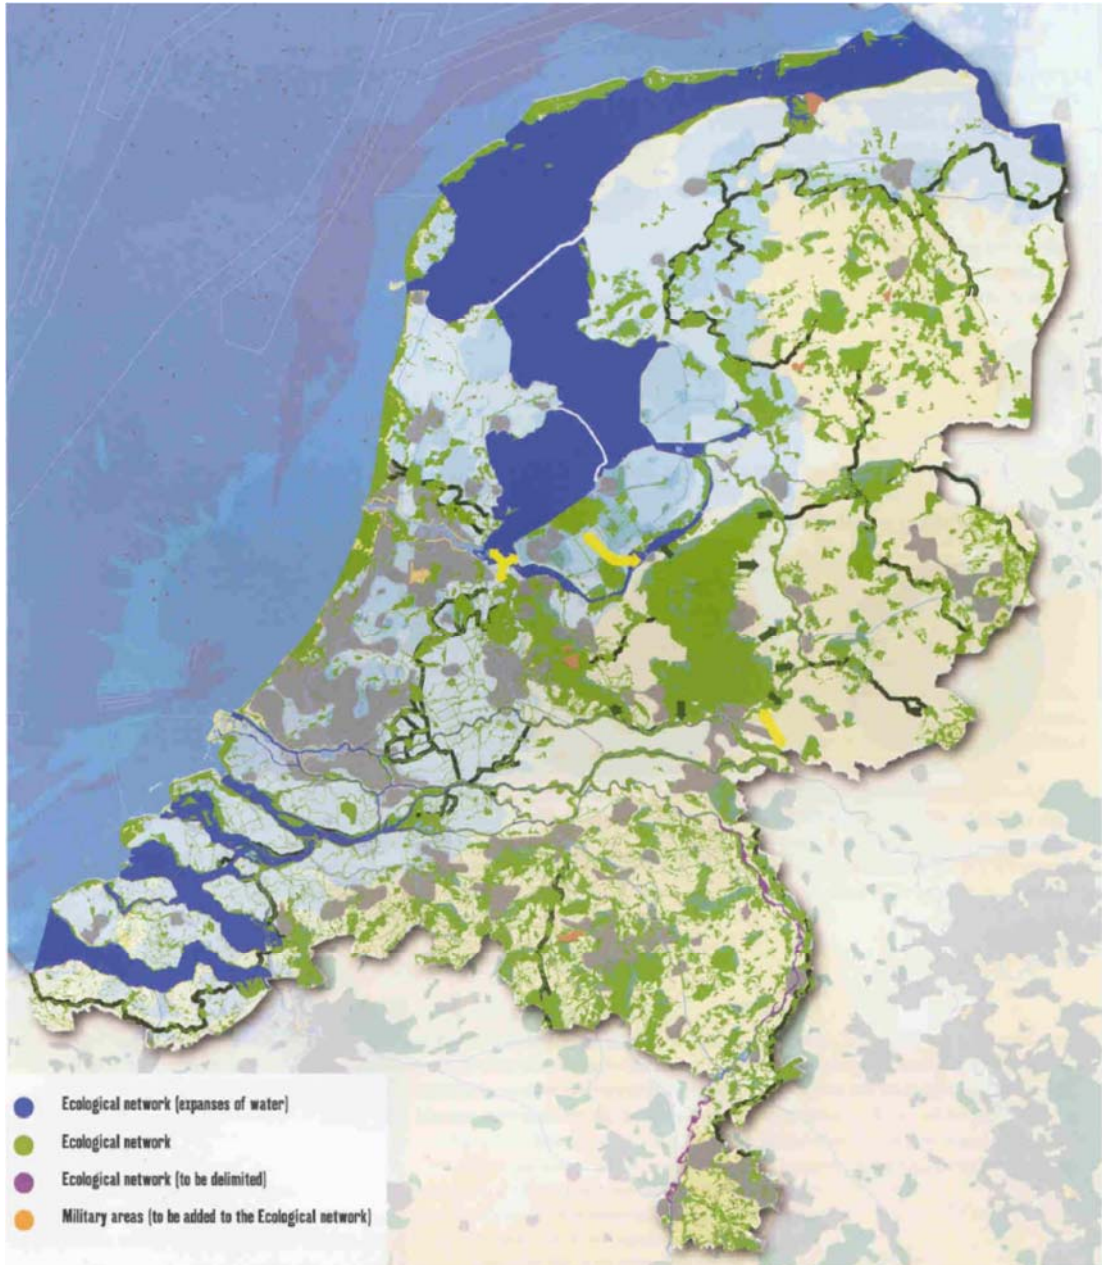 Ecological network (expanses of water)
Ecological network
Ecological network (to be delimited)
Military areas (to be added to the Ecological network)